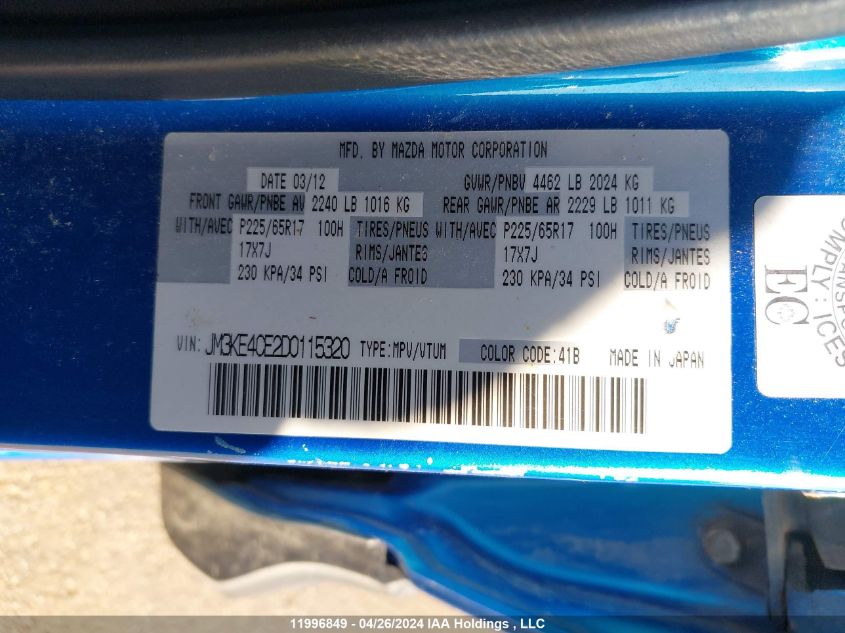 MFD. BY MAZDA MOTOR CORPORATION
DATE 03/12 GVWR/PNBV 4462 LB 2024 KG
FRONT GAWR/PNBE AV 2240 LB 1016 KG REAR GAWR/PNBE AR 2229 LB 1011 KG
WITH/AVEC P225/65R17 100H TIRES/PNEUS WITH/AVEC P225/65R17 100H TIRES/PNEUS
17X7J RIMS/JANTES 17X7J RIMS/JANTES
230 KPA/34 PSI COLD/A FROID 230 KPA/34 PSI COLD/A FROID
VIN: JM3KE4CE2D0115320 TYPE:MPV/VTUM COLOR CODE:41B MADE IN JAPAN
EC
COMPLY: ICES
11996849 - 04/26/2024 IAA Holdings , LLC